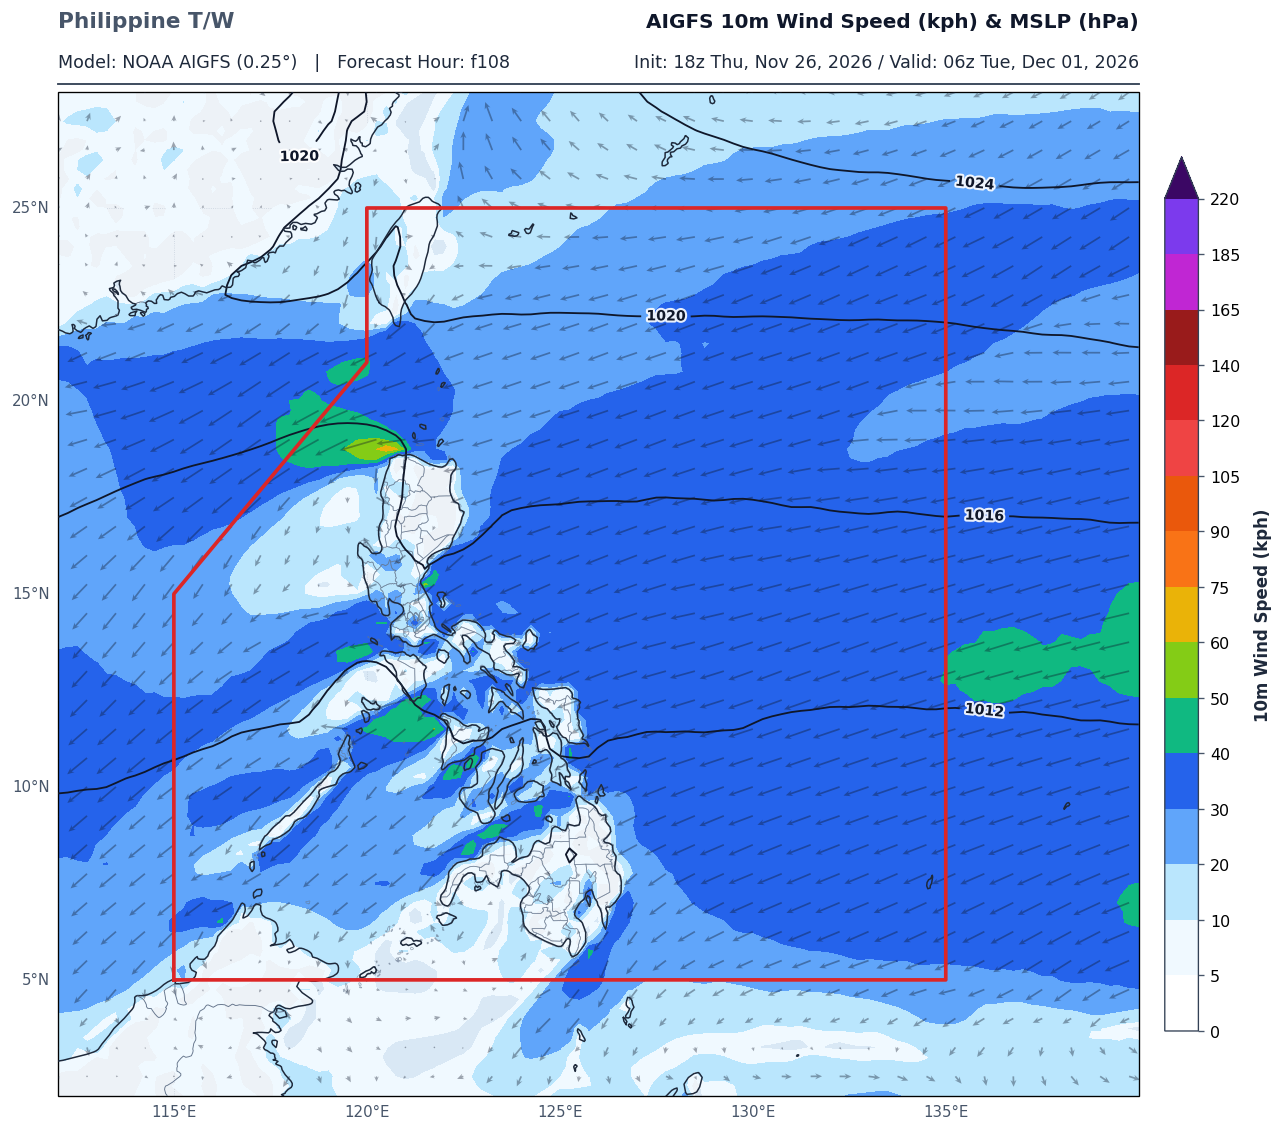 Philippine T/W
AIGFS 10m Wind Speed (kph) & MSLP (hPa)
Model: NOAA AIGFS (0.25°) | Forecast Hour: f108
Init: 18z Thu, Nov 26, 2026 / Valid: 06z Tue, Dec 01, 2026
1020
1024
1020
1016
1012
25°N
20°N
15°N
10°N
5°N
115°E
120°E
125°E
130°E
135°E
220
185
165
140
120
105
90
75
60
50
40
30
20
10
5
0
10m Wind Speed (kph)